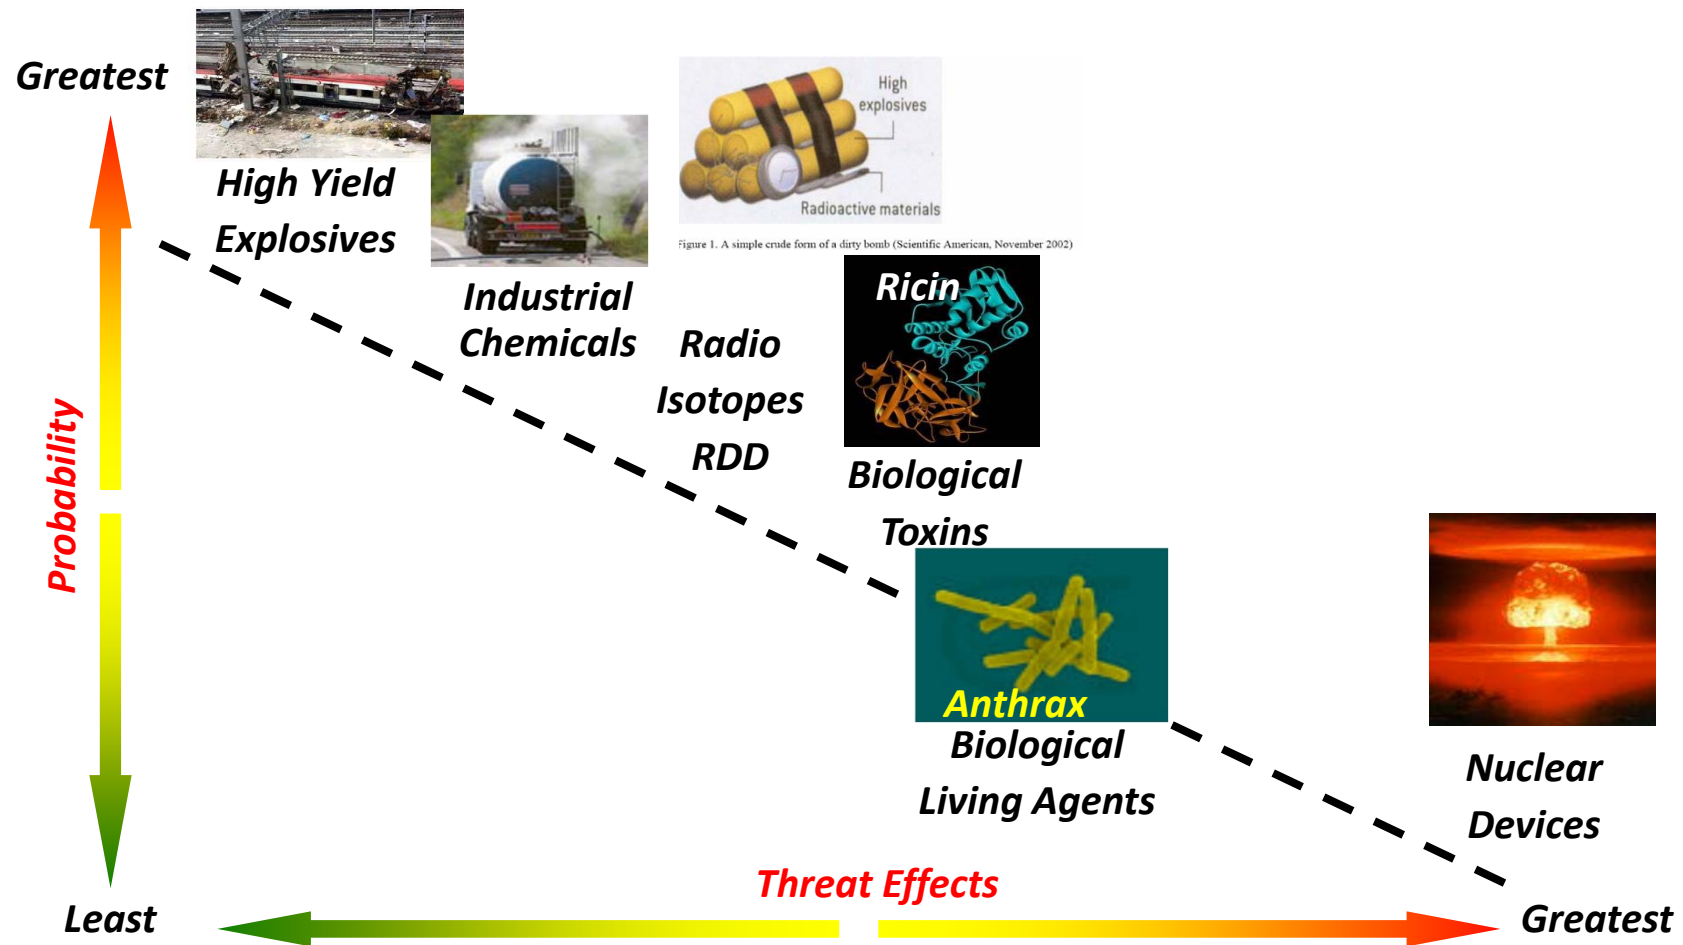 Greatest
High Yield
Explosives
Industrial
Chemicals
High
explosives
Radioactive materials
Figure 1. A simple crude form of a dirty bomb (Scientific American, November 2002)
Radio
Isotopes
RDD
Ricin
Biological
Toxins
Probability
Anthrax
Biological
Living Agents
Nuclear
Devices
Threat Effects
Least
Greatest